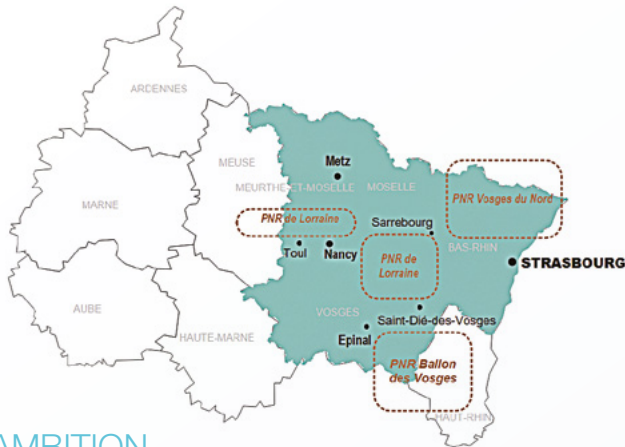 ARDENNES
MEUSE
Metz
MEURTHE-ET-MOSELLE
MOSELLE
PNR Vosges du Nord
MARNE
PNR de Lorraine
Sarrebourg
BAS-RHIN
Toul
Nancy
PNR de
Lorraine
STRASBOURG
AUBE
VOSGES
Saint-Dié-des-Vosges
HAUTE-MARNE
Epinal
PNR Ballon
des Vosges
HAUT-RHIN
AMBITION